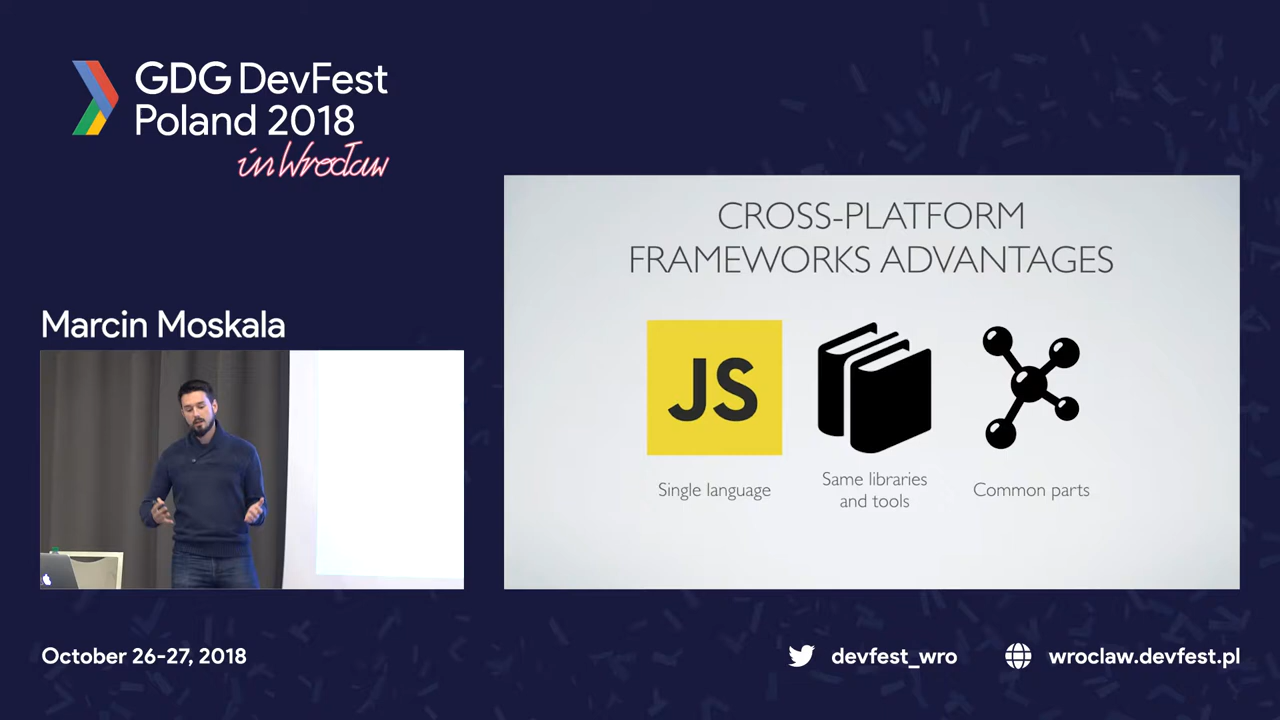 GDG DevFest
Poland 2018
in Wrocław
Marcin Moskala
CROSS-PLATFORM
FRAMEWORKS ADVANTAGES
JS
Single language
Same libraries
and tools
Common parts
October 26-27, 2018
devfest_wro
wroclaw.devfest.pl